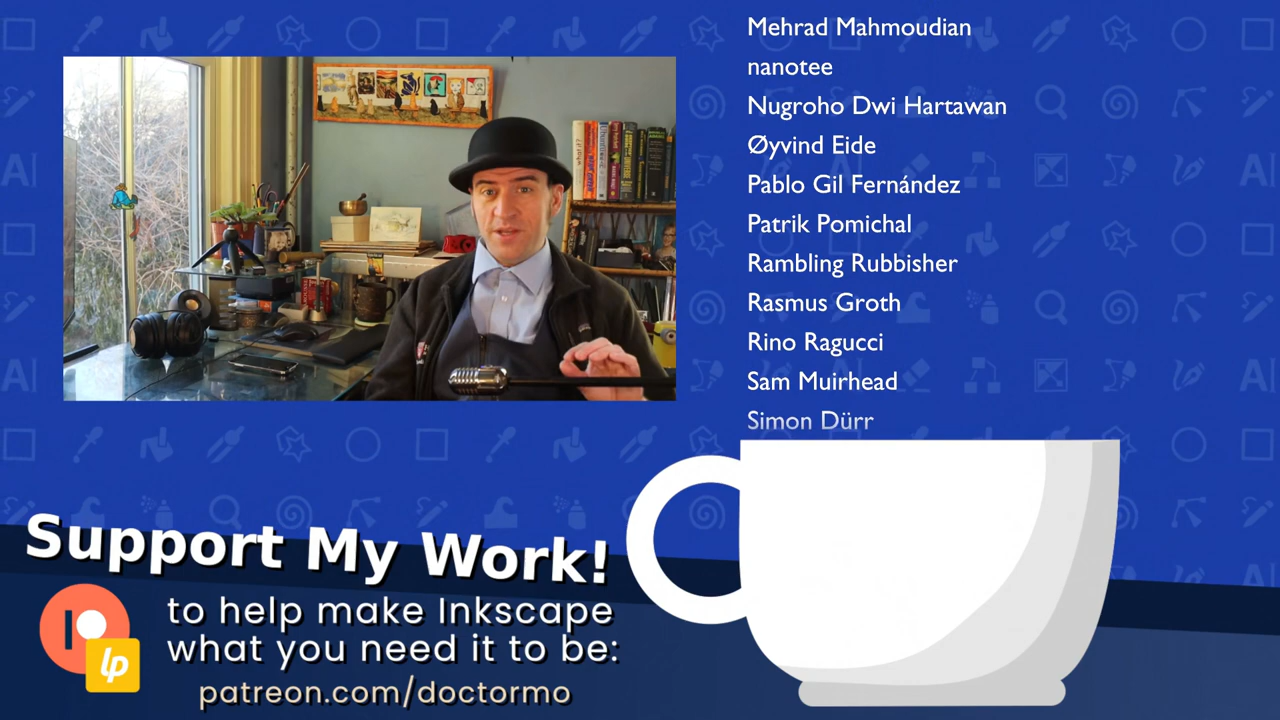 Mehrad Mahmoudian
nanotee
Nugroho Dwi Hartawan
Øyvind Eide
Pablo Gil Fernández
Patrik Pomichal
Rambling Rubbisher
Rasmus Groth
Rino Ragucci
Sam Muirhead
Simon Dürr
Support My Work!
to help make Inkscape
what you need it to be:
patreon.com/doctormo
lp